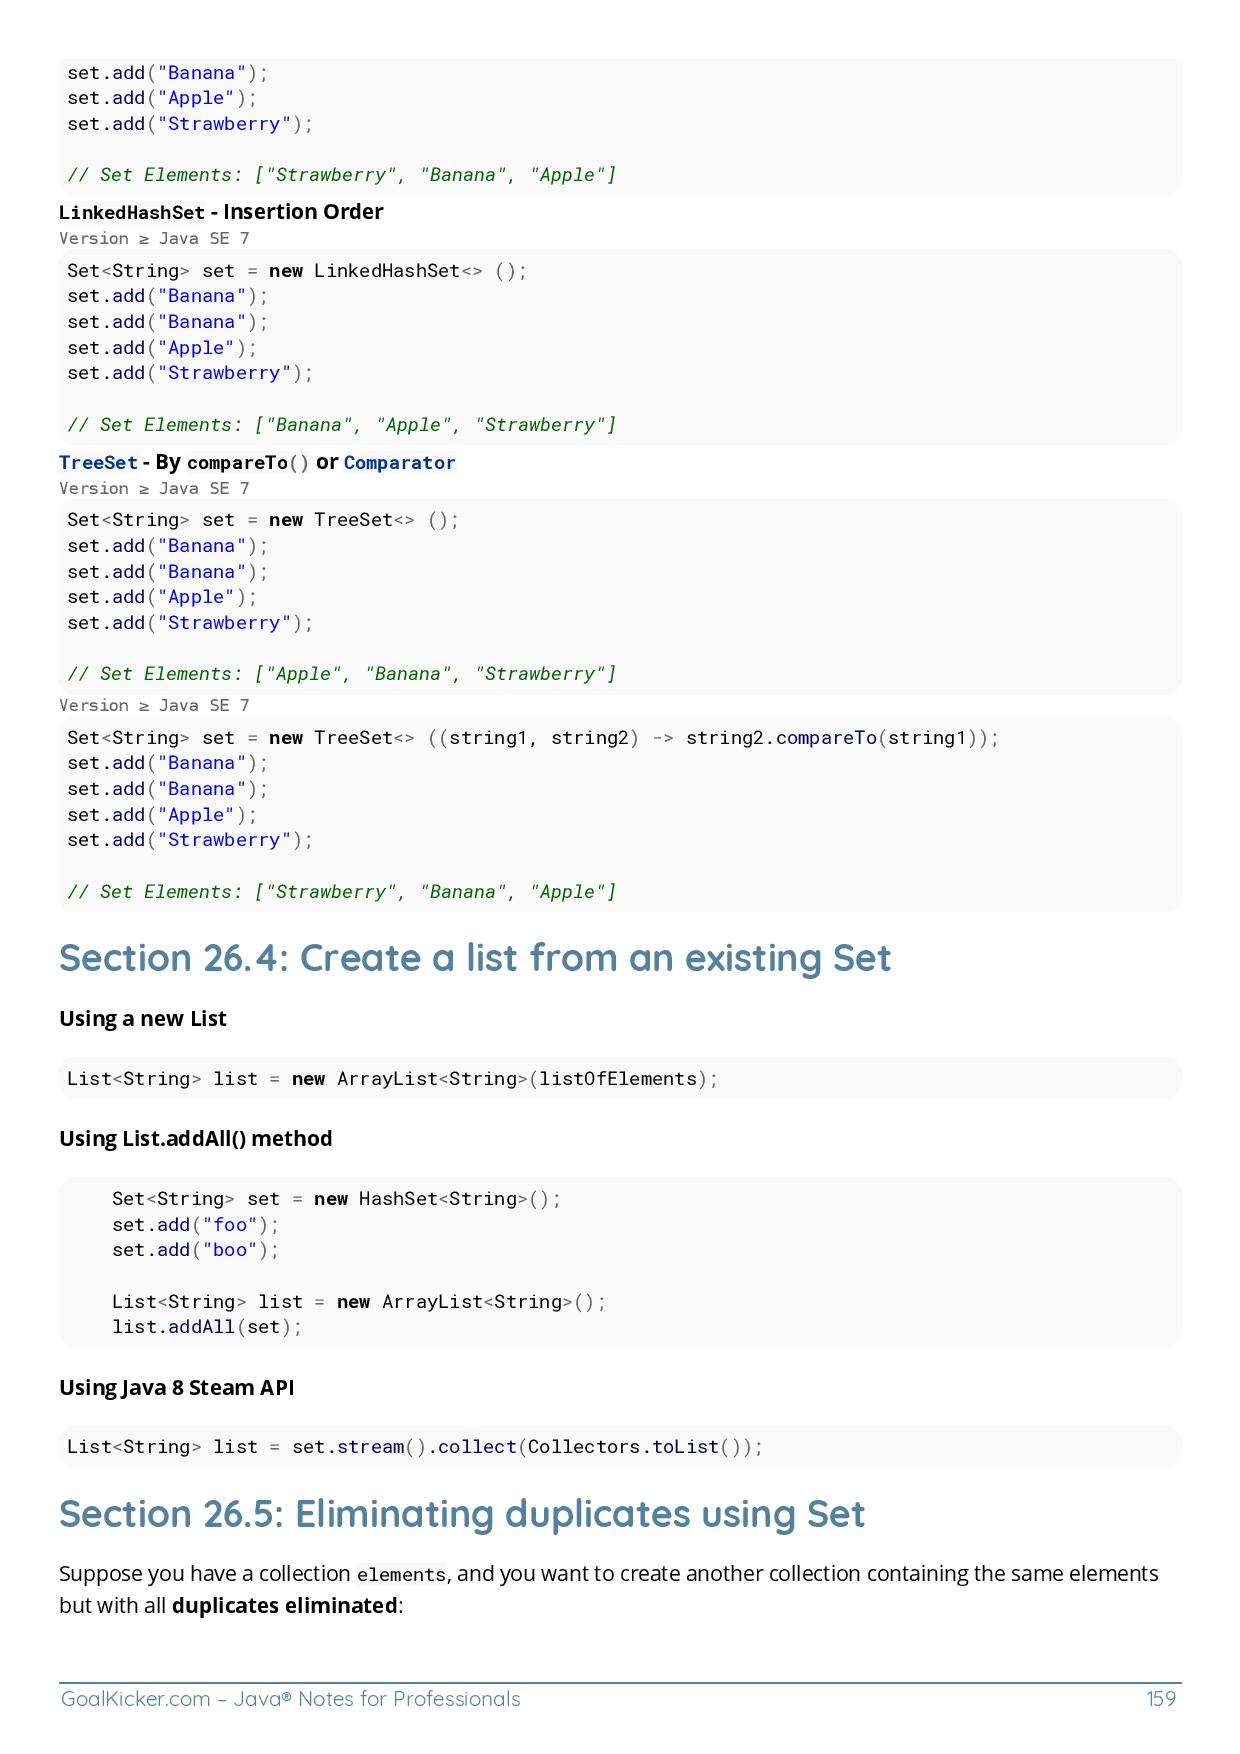 set.add("Banana");
set.add("Apple");
set.add("Strawberry");
// Set Elements: ["Strawberry", "Banana", "Apple"]
LinkedHashSet - Insertion Order
Version ≥ Java SE 7
Set<String> set = new LinkedHashSet<> ();
set.add("Banana");
set.add("Banana");
set.add("Apple");
set.add("Strawberry");
// Set Elements: ["Banana", "Apple", "Strawberry"]
TreeSet - By compareTo() or Comparator
Version ≥ Java SE 7
Set<String> set = new TreeSet<> ();
set.add("Banana");
set.add("Banana");
set.add("Apple");
set.add("Strawberry");
// Set Elements: ["Apple", "Banana", "Strawberry"]
Version ≥ Java SE 7
Set<String> set = new TreeSet<> ((string1, string2) -> string2.compareTo(string1));
set.add("Banana");
set.add("Banana");
set.add("Apple");
set.add("Strawberry");
// Set Elements: ["Strawberry", "Banana", "Apple"]
Section 26.4: Create a list from an existing Set
Using a new List
List<String> list = new ArrayList<String>(listOfElements);
Using List.addAll() method
Set<String> set = new HashSet<String>();
set.add("foo");
set.add("boo");
List<String> list = new ArrayList<String>();
list.addAll(set);
Using Java 8 Steam API
List<String> list = set.stream().collect(Collectors.toList());
Section 26.5: Eliminating duplicates using Set
Suppose you have a collection elements, and you want to create another collection containing the same elements
but with all duplicates eliminated:
GoalKicker.com – Java® Notes for Professionals 159